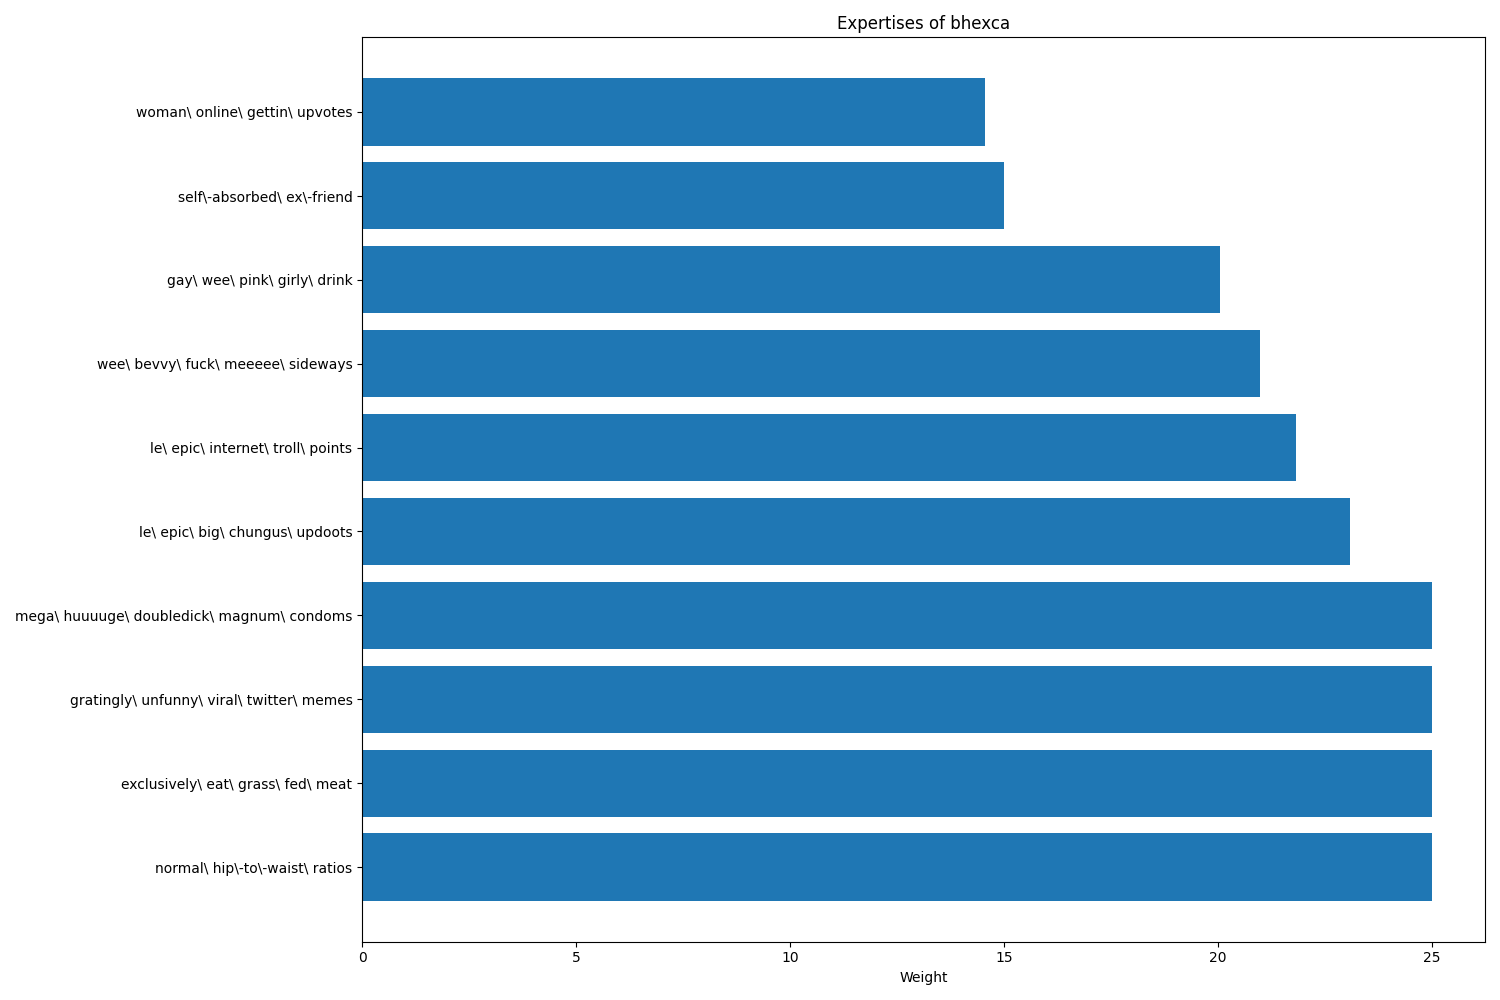 Expertises of bhexca
woman\ online\ gettin\ upvotes
self\-absorbed\ ex\-friend
gay\ wee\ pink\ girly\ drink
wee\ bevvy\ fuck\ meeeee\ sideways
le\ epic\ internet\ troll\ points
le\ epic\ big\ chungus\ updoots
mega\ huuuuge\ doubledick\ magnum\ condoms
gratingly\ unfunny\ viral\ twitter\ memes
exclusively\ eat\ grass\ fed\ meat
normal\ hip\-to\-waist\ ratios
0 5 10 15 20 25
Weight